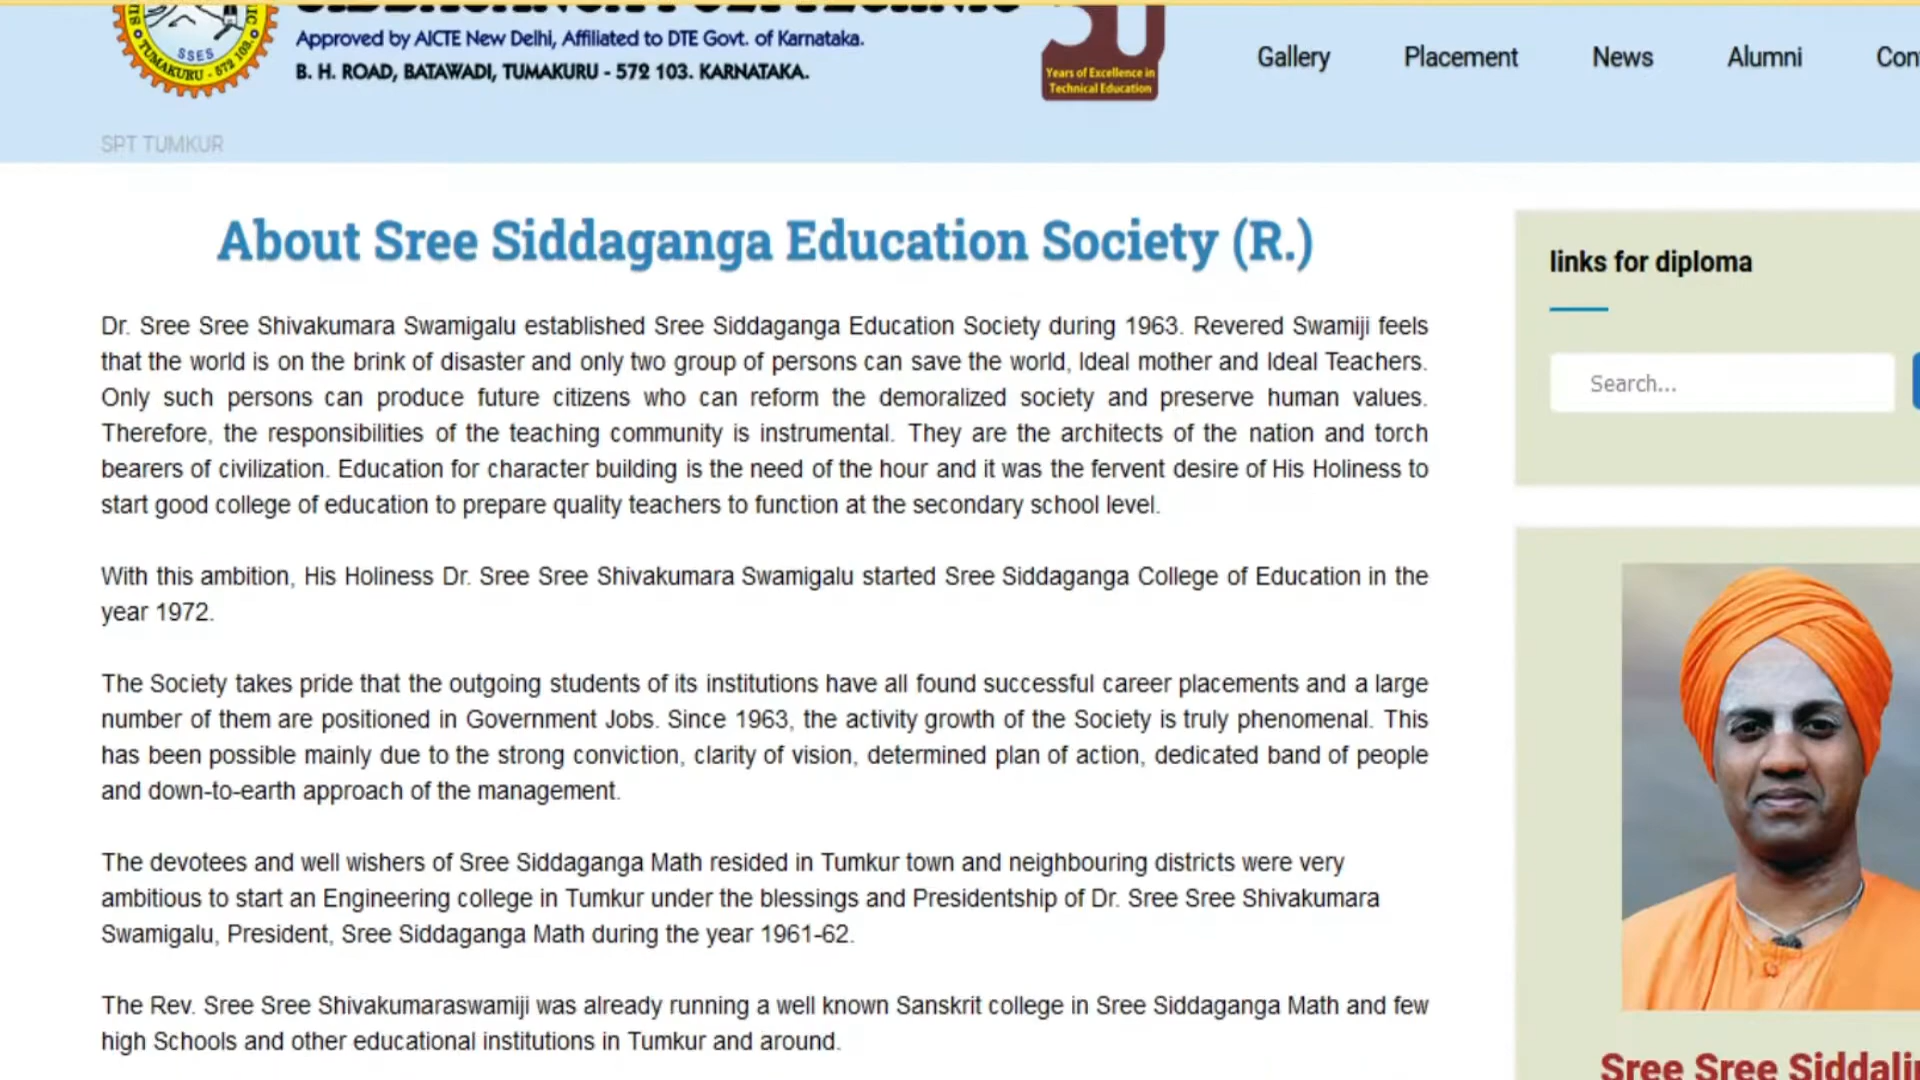 SSES
TUMAKURU - 572 103.
Approved by AICTE New Delhi, Affiliated to DTE Govt. of Karnataka.
B. H. ROAD, BATAWADI, TUMAKURU - 572 103. KARNATAKA.
Years of Excellence in
Technical Education
Gallery Placement News Alumni
SPT TUMKUR
About Sree Siddaganga Education Society (R.)
Dr. Sree Sree Shivakumara Swamigalu established Sree Siddaganga Education Society during 1963. Revered Swamiji feels
that the world is on the brink of disaster and only two group of persons can save the world, Ideal mother and Ideal Teachers.
Only such persons can produce future citizens who can reform the demoralized society and preserve human values.
Therefore, the responsibilities of the teaching community is instrumental. They are the architects of the nation and torch
bearers of civilization. Education for character building is the need of the hour and it was the fervent desire of His Holiness to
start good college of education to prepare quality teachers to function at the secondary school level.
With this ambition, His Holiness Dr. Sree Sree Shivakumara Swamigalu started Sree Siddaganga College of Education in the
year 1972.
The Society takes pride that the outgoing students of its institutions have all found successful career placements and a large
number of them are positioned in Government Jobs. Since 1963, the activity growth of the Society is truly phenomenal. This
has been possible mainly due to the strong conviction, clarity of vision, determined plan of action, dedicated band of people
and down-to-earth approach of the management.
The devotees and well wishers of Sree Siddaganga Math resided in Tumkur town and neighbouring districts were very
ambitious to start an Engineering college in Tumkur under the blessings and Presidentship of Dr. Sree Sree Shivakumara
Swamigalu, President, Sree Siddaganga Math during the year 1961-62.
The Rev. Sree Sree Shivakumaraswamiji was already running a well known Sanskrit college in Sree Siddaganga Math and few
high Schools and other educational institutions in Tumkur and around.
links for diploma
Search...
Sree Sree